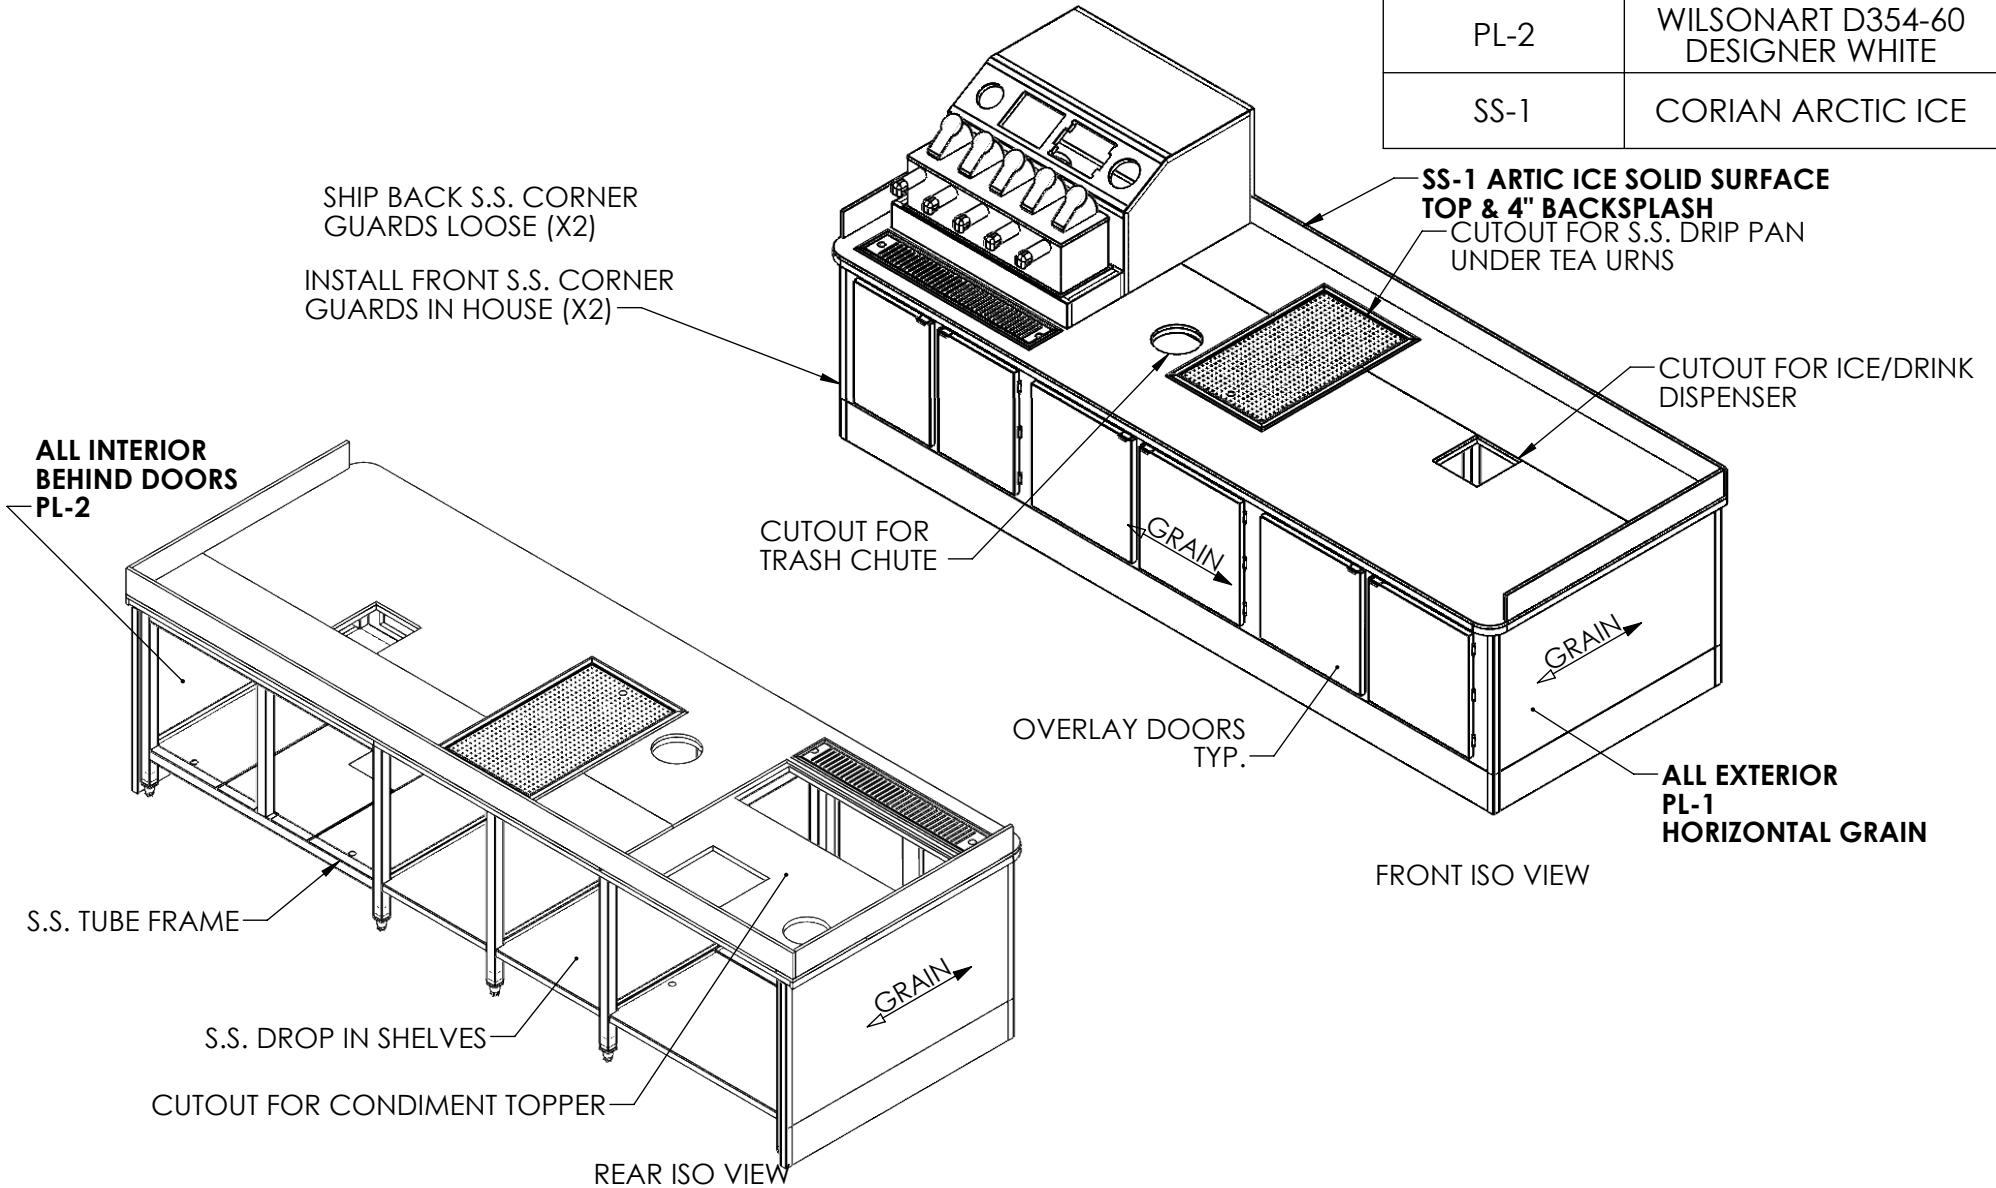 PL-2
WILSONART D354-60
DESIGNER WHITE
SS-1
CORIAN ARCTIC ICE
SS-1 ARTIC ICE SOLID SURFACE
TOP & 4" BACKSPLASH
CUTOUT FOR S.S. DRIP PAN
UNDER TEA URNS
SHIP BACK S.S. CORNER
GUARDS LOOSE (X2)
INSTALL FRONT S.S. CORNER
GUARDS IN HOUSE (X2)
CUTOUT FOR ICE/DRINK
DISPENSER
ALL INTERIOR
BEHIND DOORS
PL-2
CUTOUT FOR
TRASH CHUTE
GRAIN
GRAIN
OVERLAY DOORS
TYP.
ALL EXTERIOR
PL-1
HORIZONTAL GRAIN
FRONT ISO VIEW
S.S. TUBE FRAME
GRAIN
S.S. DROP IN SHELVES
CUTOUT FOR CONDIMENT TOPPER
REAR ISO VIEW